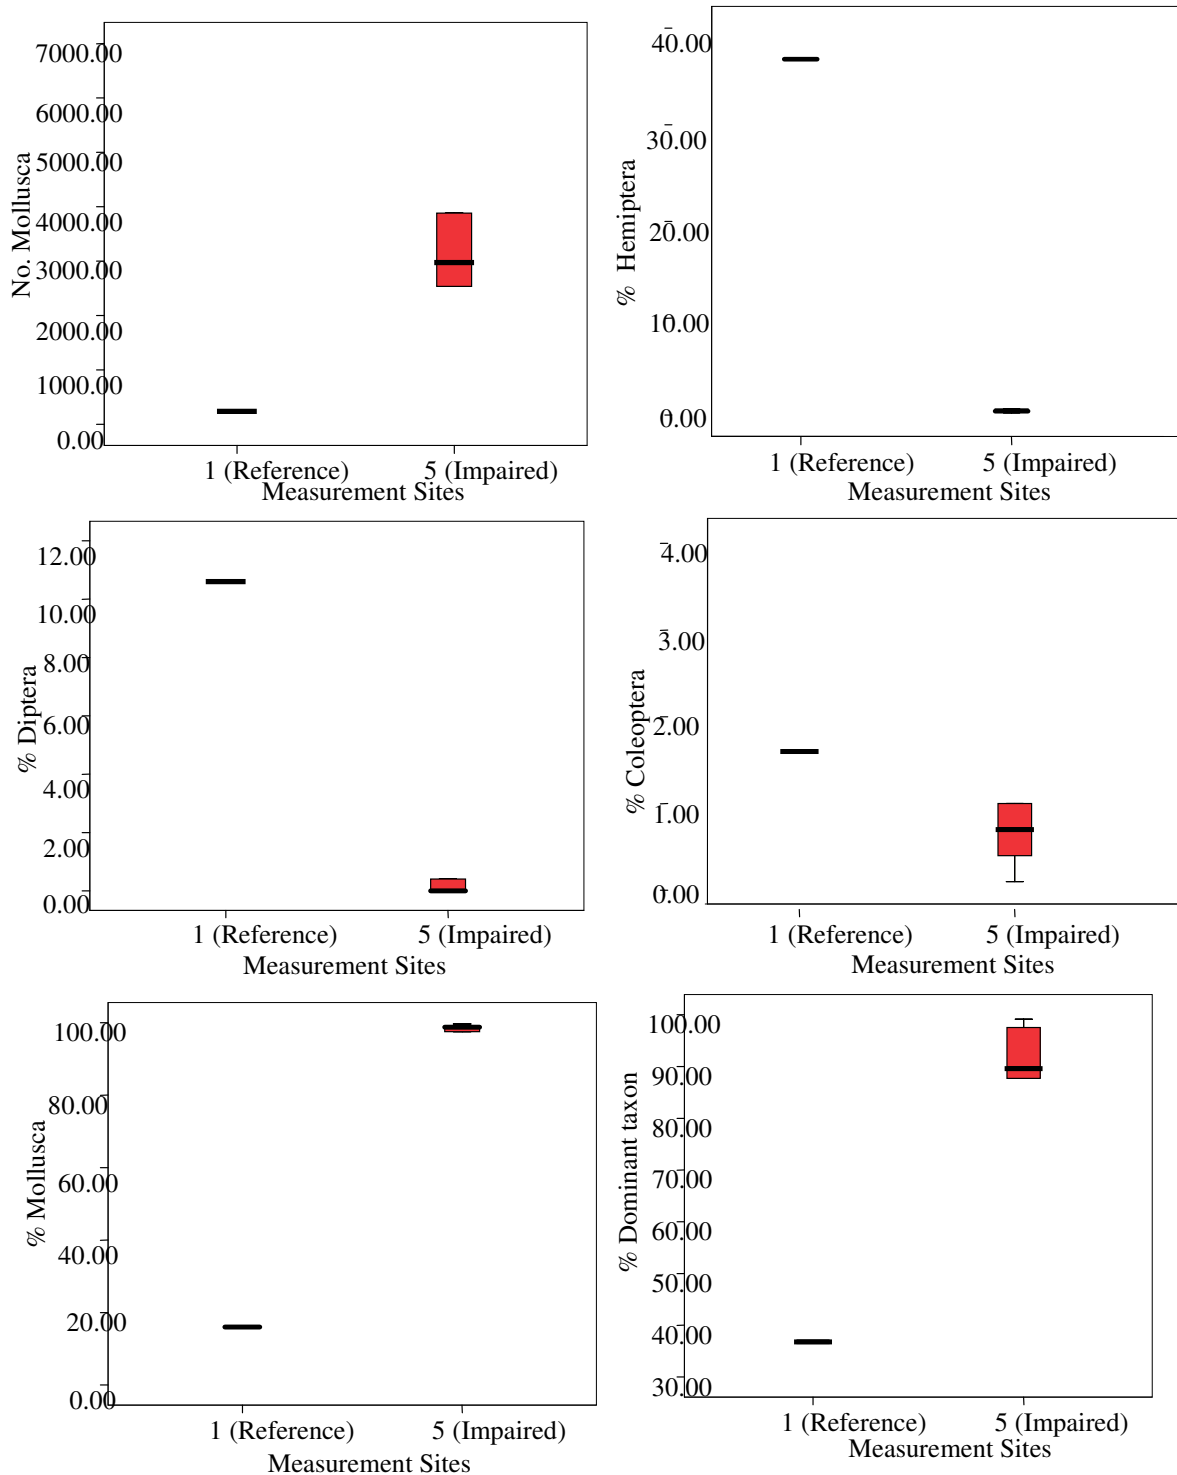 7000.00
6000.00
5000.00
4000.00
3000.00
2000.00
1000.00
0.00
No. Mollusca
1 (Reference) 5 (Impaired)
Measurement Sites
40.00
30.00
20.00
10.00
0.00
% Hemiptera
1 (Reference) 5 (Impaired)
Measurement Sites
12.00
10.00
8.00
6.00
4.00
2.00
0.00
% Diptera
1 (Reference) 5 (Impaired)
Measurement Sites
4.00
3.00
2.00
1.00
0.00
% Coleoptera
1 (Reference) 5 (Impaired)
Measurement Sites
100.00
80.00
60.00
40.00
20.00
0.00
% Mollusca
1 (Reference) 5 (Impaired)
Measurement Sites
100.00
90.00
80.00
70.00
60.00
50.00
40.00
30.00
% Dominant taxon
1 (Reference) 5 (Impaired)
Measurement Sites